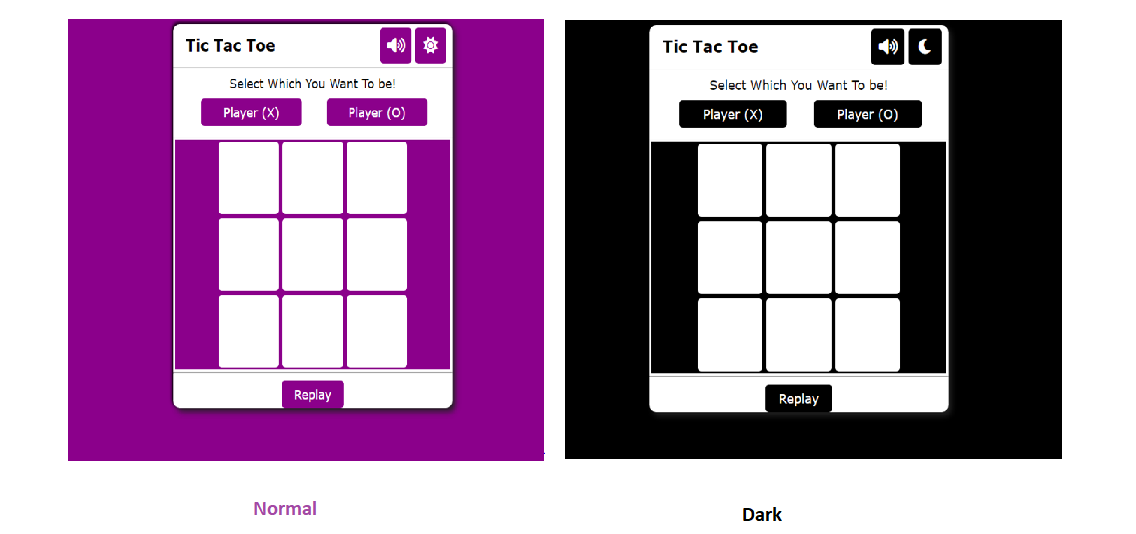 Tic Tac Toe
Select Which You Want To be!
Player (X) Player (O)
Replay
Normal
Tic Tac Toe
Select Which You Want To be!
Player (X) Player (O)
Replay
Dark